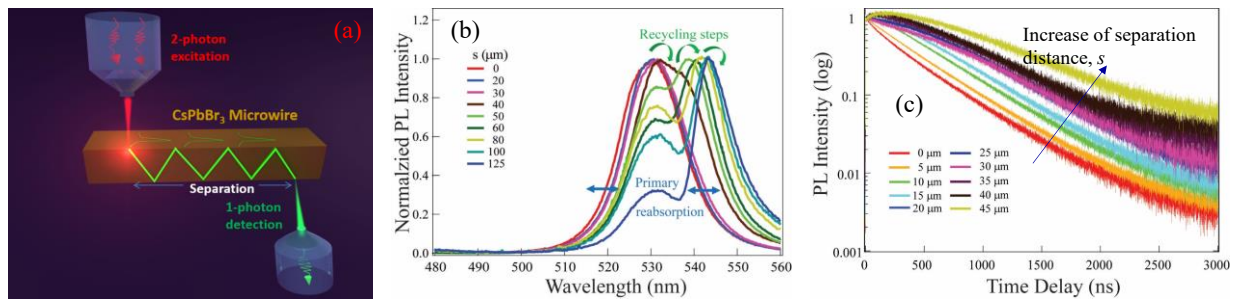 (a)
2-photon
excitation
CsPbBr3 Microwire
Separation
1-photon
detection
(b)
Recycling steps
s (μm)
0
20
30
40
50
60
80
100
125
Primary
reabsorption
Normalzied PL Intensity
1.2
1.0
0.8
0.6
0.4
0.2
0.0
480 490 500 510 520 530 540 550 560
Wavelength (nm)
(c)
Increase of separation
distance, s
0 μm 25 μm
5 μm 30 μm
10 μm 35 μm
15 μm 40 μm
20 μm 45 μm
PL Intensity (log)
1
0.1
0.01
0.001
0 500 1000 1500 2000 2500 3000
Time Delay (ns)